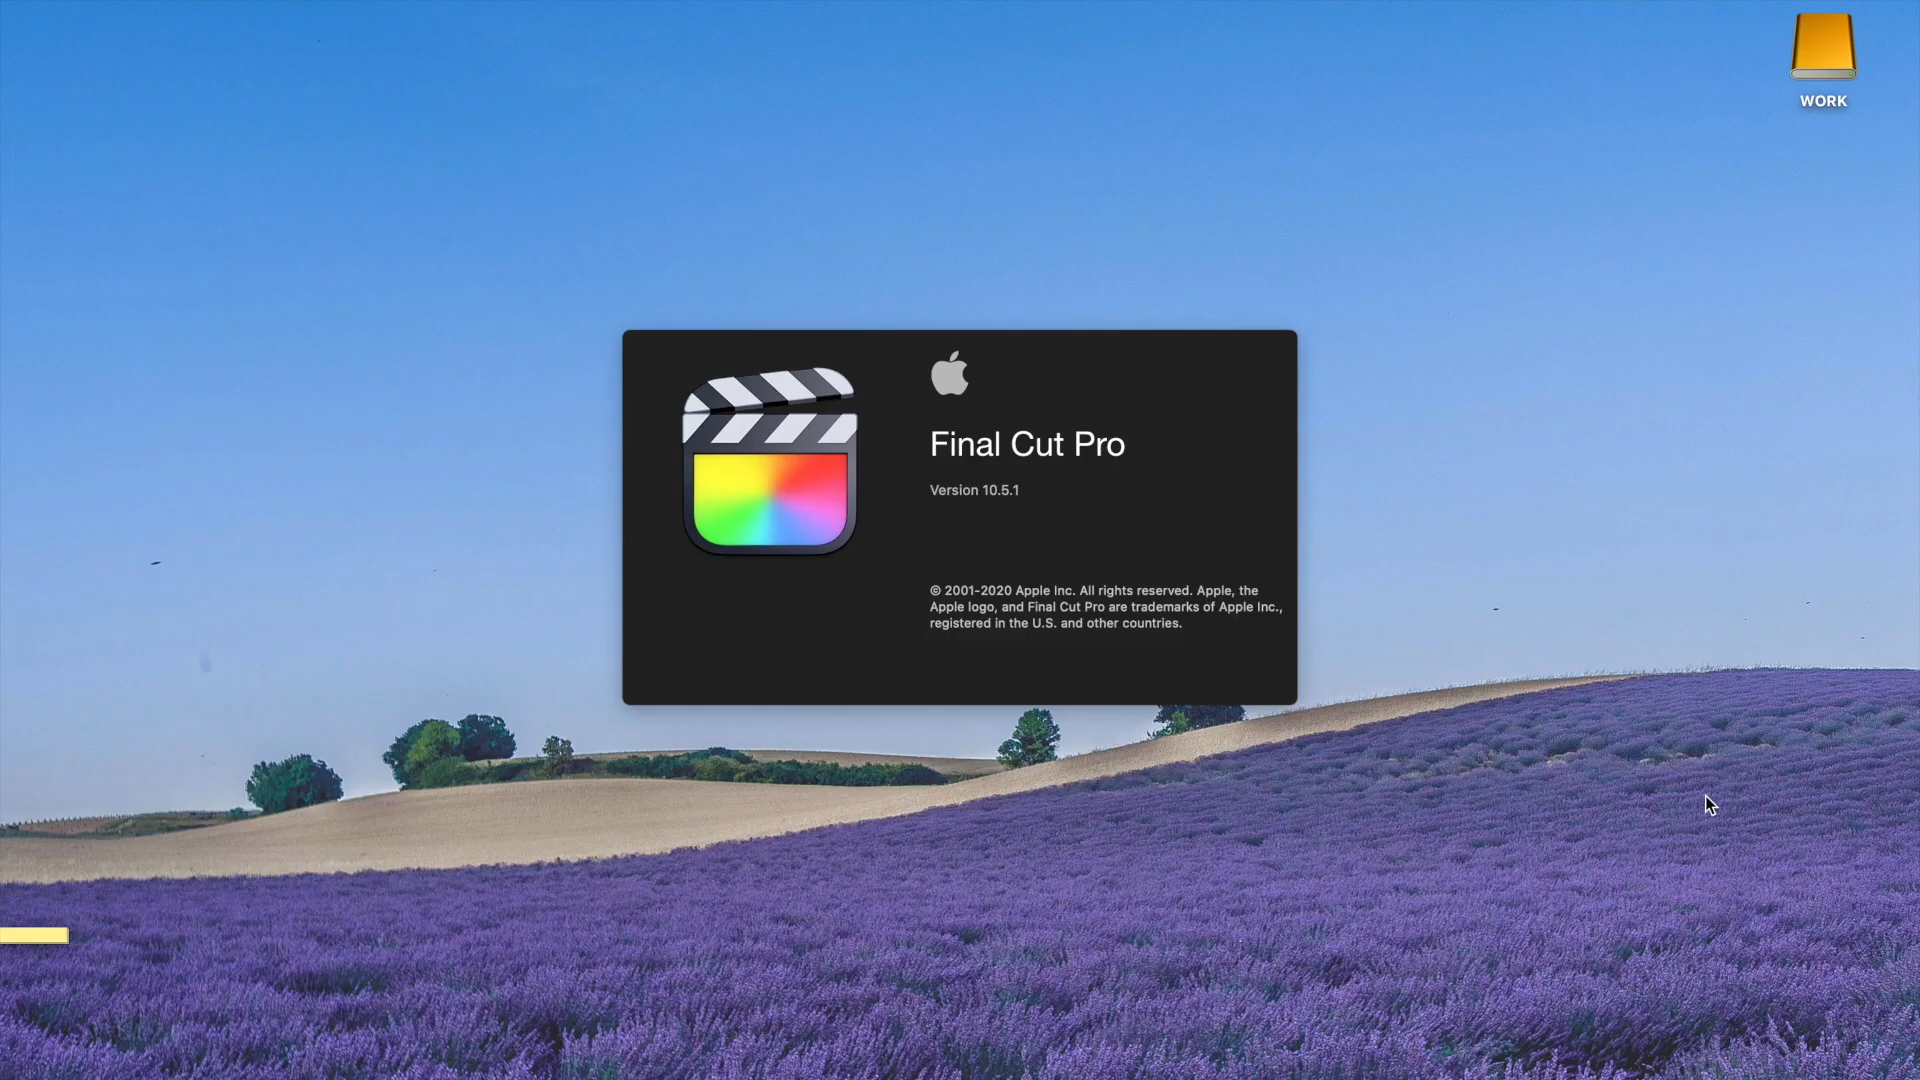 WORK
Final Cut Pro
Version 10.5.1
© 2001-2020 Apple Inc. All rights reserved. Apple, the
Apple logo, and Final Cut Pro are trademarks of Apple Inc.,
registered in the U.S. and other countries.